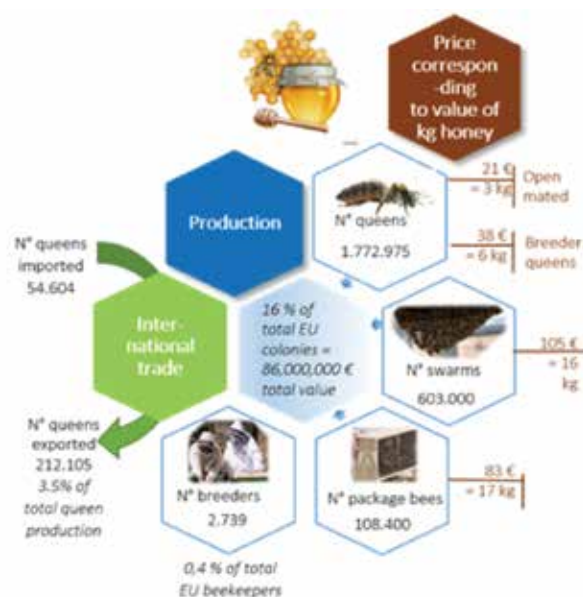 Price
correspon
-ding
to value of
kg honey
21 €
= 3 kg
Open
mated
Production
N° queens
1.772.975
38 €
= 6 kg
Breeder
queens
N° queens
imported
54.604
Inter-
national
trade
16 % of
total EU
colonies =
86,000,000 €
total value
N° swarms
603.000
105 €
= 16
kg
N° queens
exported
212.105
3.5% of
total queen
production
N° breeders
2.739
N° package bees
108.400
83 €
= 17 kg
0,4 % of total
EU beekeepers